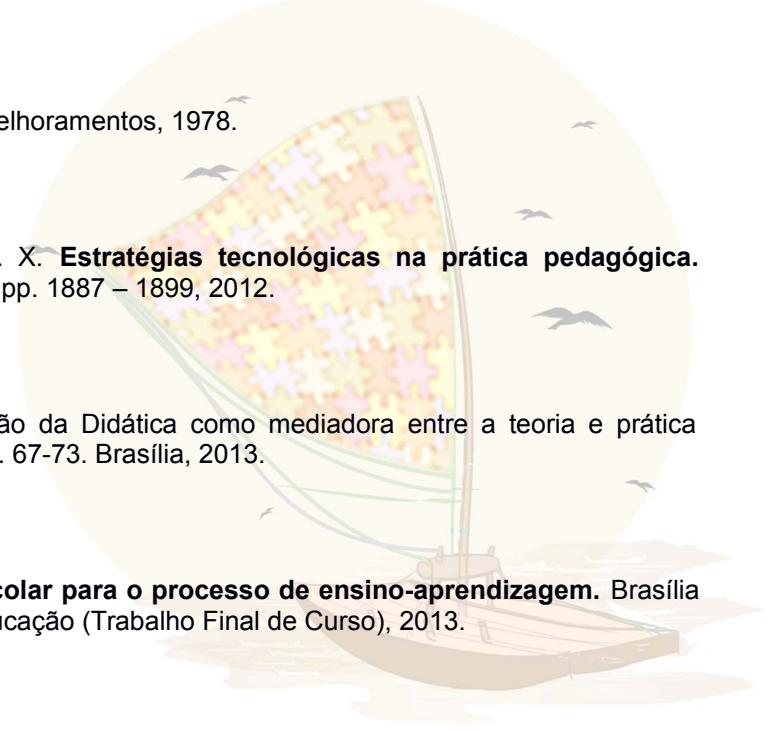 elhoramentos, 1978.
X. Estratégias tecnológicas na prática pedagógica.
pp. 1887 – 1899, 2012.
ão da Didática como mediadora entre a teoria e prática
. 67-73. Brasília, 2013.
colar para o processo de ensino-aprendizagem. Brasília
ucação (Trabalho Final de Curso), 2013.